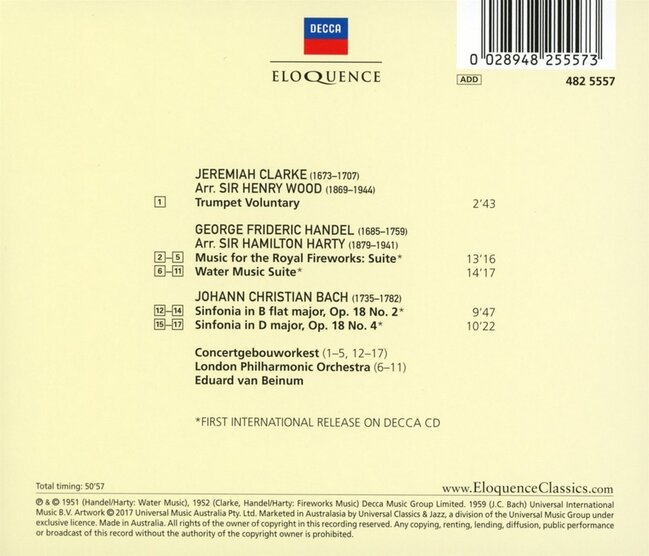 DECCA
ELOQUENCE
0 028948 255573
ADD
482 5557
JEREMIAH CLARKE (1673–1707)
Arr. SIR HENRY WOOD (1869–1944)
1 Trumpet Voluntary 2'43
GEORGE FRIDERIC HANDEL (1685–1759)
Arr. SIR HAMILTON HARTY (1879–1941)
2–5 Music for the Royal Fireworks: Suite* 13'16
6–11 Water Music Suite* 14'17
JOHANN CHRISTIAN BACH (1735–1782)
12–14 Sinfonia in B flat major, Op. 18 No. 2* 9'47
15–17 Sinfonia in D major, Op. 18 No. 4* 10'22
Concertgebouworkest (1–5, 12–17)
London Philharmonic Orchestra (6–11)
Eduard van Beinum
*FIRST INTERNATIONAL RELEASE ON DECCA CD
Total timing: 50'57
www.EloquenceClassics.com
℗ & © 1951 (Handel/Harty: Water Music), 1952 (Clarke, Handel/Harty: Fireworks Music) Decca Music Group Limited. 1959 (J.C. Bach) Universal International
Music B.V. Artwork © 2017 Universal Music Australia Pty. Ltd. Marketed in Australasia by Universal Classics & Jazz, a division of Universal Music Group under
exclusive licence. Made in Australia. All rights of the owner of copyright in this recording reserved. Any copying, renting, lending, diffusion, public performance
or broadcast of this record without the authority of the copyright owner is prohibited.